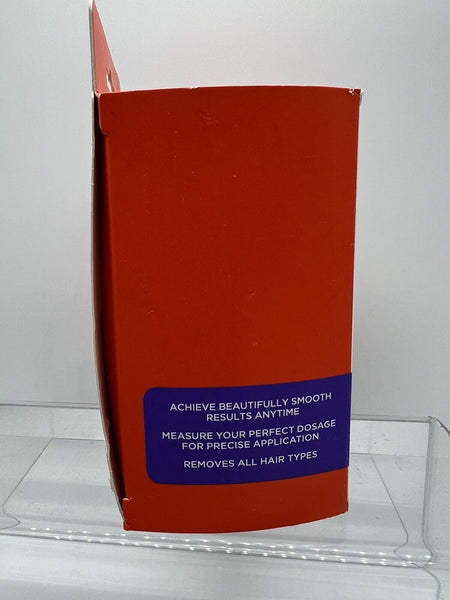 ACHIEVE BEAUTIFULLY SMOOTH
RESULTS ANYTIME
MEASURE YOUR PERFECT DOSAGE
FOR PRECISE APPLICATION
REMOVES ALL HAIR TYPES